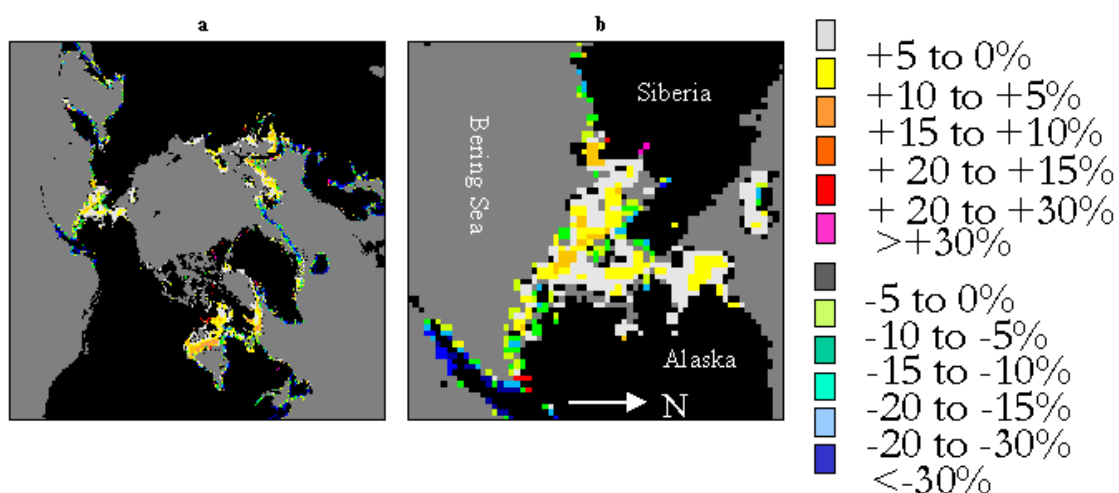 a
b
Siberia
Bering Sea
Alaska
N
+5 to 0%
+10 to +5%
+15 to +10%
+ 20 to +15%
+ 20 to +30%
>+30%
-5 to 0%
-10 to -5%
-15 to -10%
-20 to -15%
-20 to -30%
<-30%